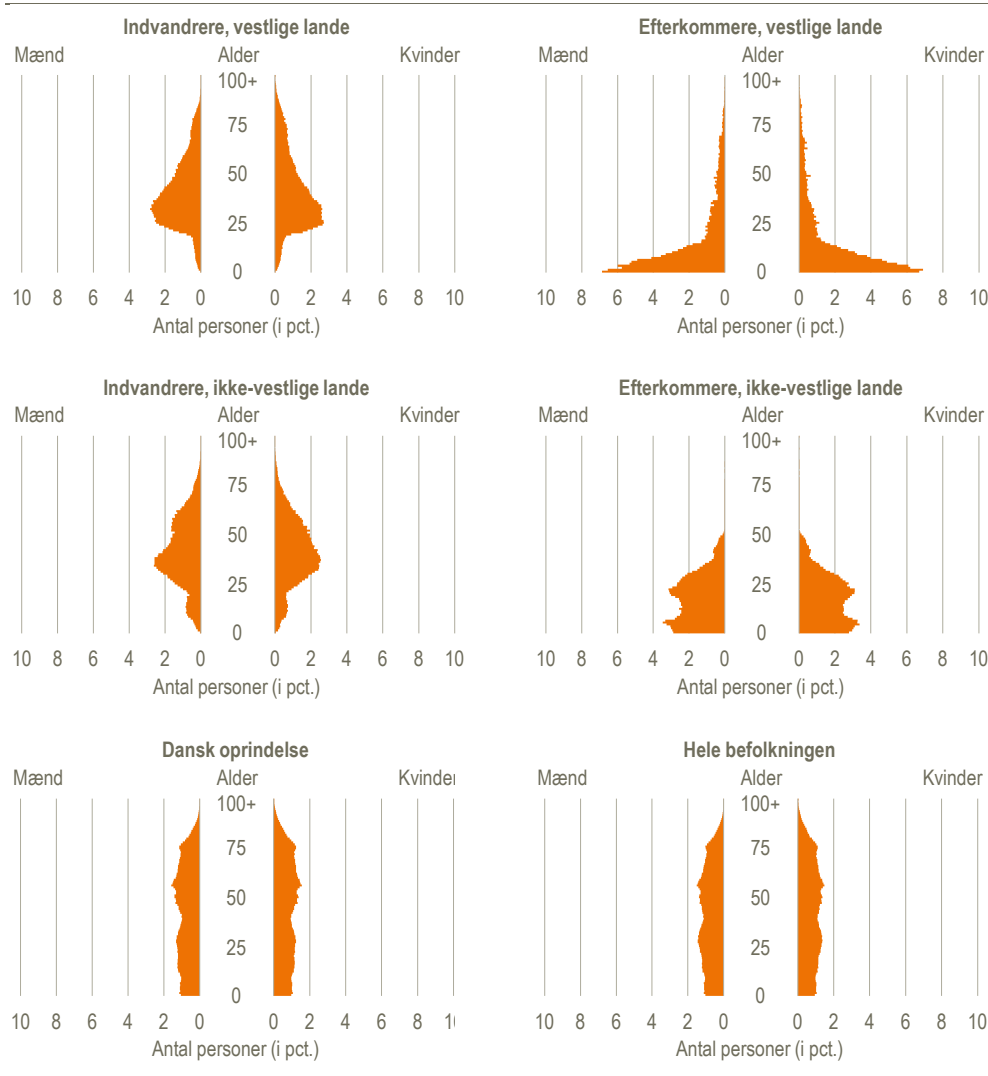 Indvandrere, vestlige lande
Mænd Alder Kvinder
100+
75
50
25
0
10 8 6 4 2 0 0 2 4 6 8 10
Antal personer (i pct.)
Efterkommere, vestlige lande
Mænd Alder Kvinder
100+
75
50
25
0
10 8 6 4 2 0 0 2 4 6 8 10
Antal personer (i pct.)
Indvandrere, ikke-vestlige lande
Mænd Alder Kvinder
100+
75
50
25
0
10 8 6 4 2 0 0 2 4 6 8 10
Antal personer (i pct.)
Efterkommere, ikke-vestlige lande
Mænd Alder Kvinder
100+
75
50
25
0
10 8 6 4 2 0 0 2 4 6 8 10
Antal personer (i pct.)
Dansk oprindelse
Mænd Alder Kvinder
100+
75
50
25
0
10 8 6 4 2 0 0 2 4 6 8 10
Antal personer (i pct.)
Hele befolkningen
Mænd Alder Kvinder
100+
75
50
25
0
10 8 6 4 2 0 0 2 4 6 8 10
Antal personer (i pct.)